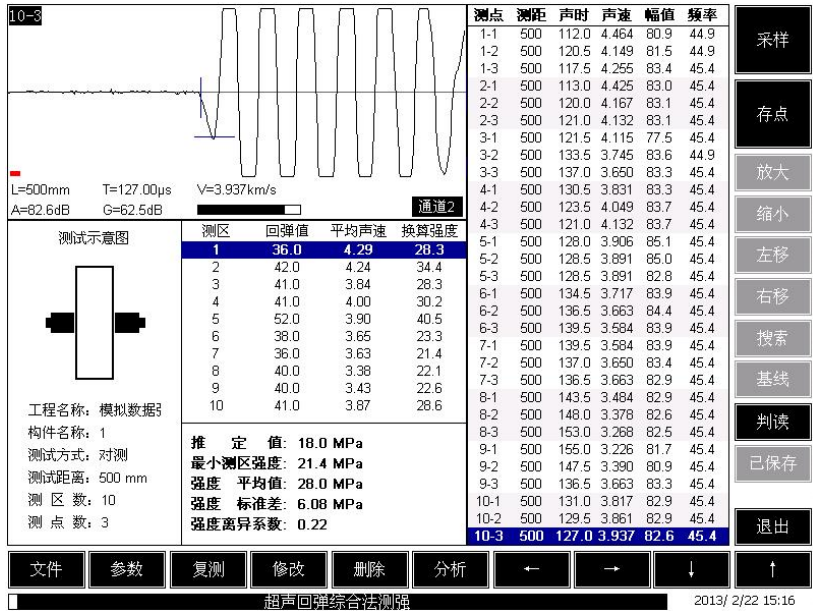 10-3
L=500mm T=127.00μs V=3.937km/s
A=82.6dB G=62.5dB 通道2
测试示意图
工程名称: 模拟数据引
构件名称: 1
测试方式: 对测
测试距离: 500 mm
测 区 数: 10
测 点 数: 3
测区 回弹值 平均声速 换算强度
1 36.0 4.29 28.3
2 42.0 4.24 34.4
3 41.0 3.84 28.3
4 41.0 4.00 30.2
5 52.0 3.90 40.5
6 38.0 3.65 23.3
7 36.0 3.63 21.4
8 40.0 3.38 22.1
9 40.0 3.43 22.6
10 41.0 3.87 28.6
推 定 值: 18.0 MPa
最小测区强度: 21.4 MPa
强度 平均值: 28.0 MPa
强度 标准差: 6.08 MPa
强度离异系数: 0.22
测点 测距 声时 声速 幅值 频率
1-1 500 112.0 4.464 80.9 44.9
1-2 500 120.5 4.149 81.5 44.9
1-3 500 117.5 4.255 83.4 45.4
2-1 500 113.0 4.425 83.0 45.4
2-2 500 120.0 4.167 83.1 45.4
2-3 500 121.0 4.132 83.1 45.4
3-1 500 121.5 4.115 77.5 45.4
3-2 500 133.5 3.745 83.6 44.9
3-3 500 137.0 3.650 83.3 45.4
4-1 500 130.5 3.831 83.3 45.4
4-2 500 123.5 4.049 83.7 45.4
4-3 500 121.0 4.132 83.7 45.4
5-1 500 128.0 3.906 85.1 45.4
5-2 500 128.5 3.891 85.0 45.4
5-3 500 128.5 3.891 82.8 45.4
6-1 500 134.5 3.717 83.9 45.4
6-2 500 136.5 3.663 84.4 45.4
6-3 500 139.5 3.584 83.9 45.4
7-1 500 139.5 3.584 83.9 45.4
7-2 500 137.0 3.650 83.4 45.4
7-3 500 136.5 3.663 82.9 45.4
8-1 500 143.5 3.484 82.9 45.4
8-2 500 148.0 3.378 82.6 45.4
8-3 500 153.0 3.268 82.5 45.4
9-1 500 155.0 3.226 81.7 45.4
9-2 500 147.5 3.390 80.9 45.4
9-3 500 136.5 3.663 83.3 45.4
10-1 500 131.0 3.817 82.9 45.4
10-2 500 129.5 3.861 82.9 45.4
10-3 500 127.0 3.937 82.6 45.4
采样
存点
放大
缩小
左移
右移
搜索
基线
判读
已保存
退出
文件 参数 复测 修改 删除 分析 ← → ↓ ↑
超声回弹综合法测强 2013/ 2/22 15:16